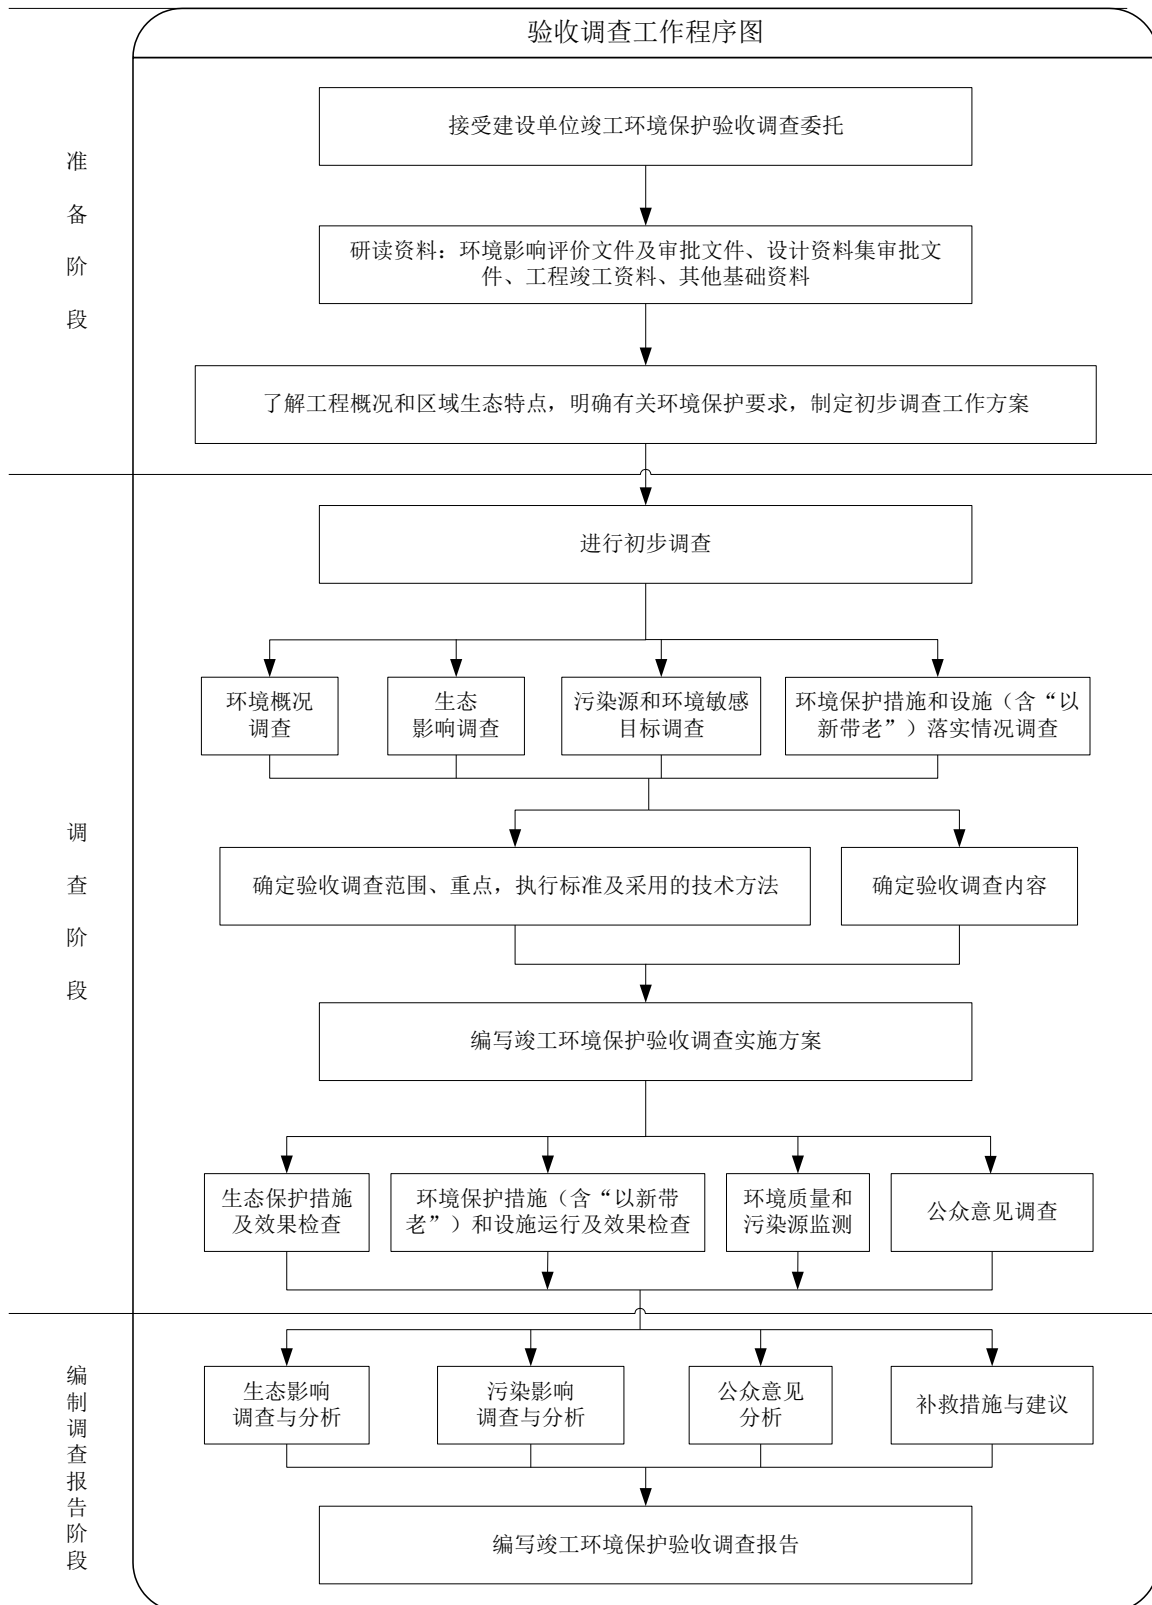 验收调查工作程序图
准备阶段
接受建设单位竣工环境保护验收调查委托
研读资料：环境影响评价文件及审批文件、设计资料集审批文
件、工程竣工资料、其他基础资料
了解工程概况和区域生态特点，明确有关环境保护要求，制定初步调查工作方案
调查阶段
进行初步调查
环境概况
调查
生态
影响调查
污染源和环境敏感
目标调查
环境保护措施和设施（含“以
新带老”）落实情况调查
确定验收调查范围、重点，执行标准及采用的技术方法
确定验收调查内容
编写竣工环境保护验收调查实施方案
生态保护措施
及效果检查
环境保护措施（含“以新带
老”）和设施运行及效果检查
环境质量和
污染源监测
公众意见调查
编制调查报告阶段
生态影响
调查与分析
污染影响
调查与分析
公众意见
分析
补救措施与建议
编写竣工环境保护验收调查报告